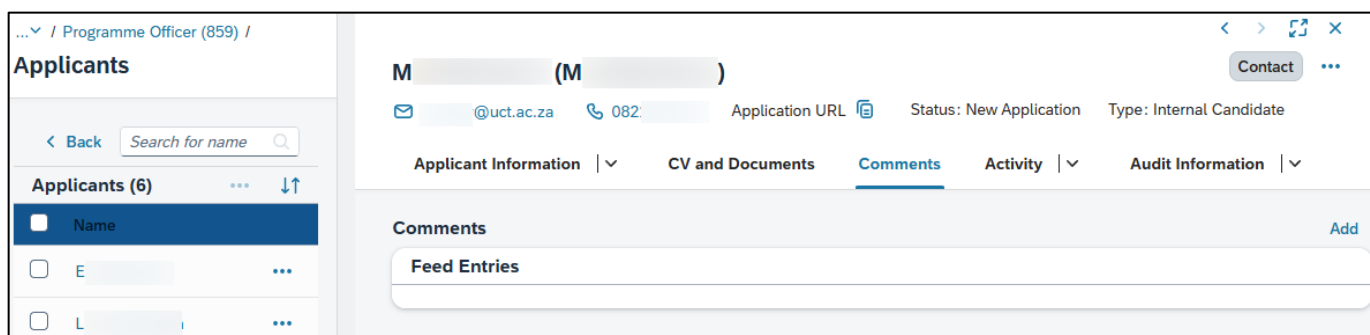 ... / Programme Officer (859) /
Applicants
Back
Search for name
Applicants (6)
Name
E
L
M (M )
@uct.ac.za 082 Application URL Status: New Application Type: Internal Candidate
Contact
Applicant Information CV and Documents Comments Activity Audit Information
Comments
Add
Feed Entries